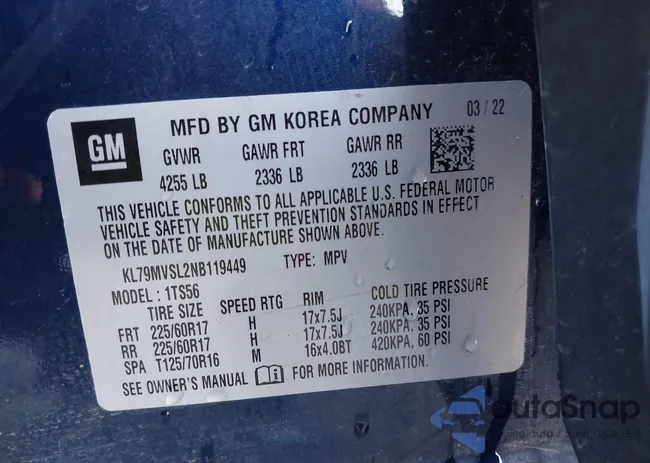 GM
MFD BY GM KOREA COMPANY 03 / 22
GVWR GAWR FRT GAWR RR
4255 LB 2336 LB 2336 LB
THIS VEHICLE CONFORMS TO ALL APPLICABLE U.S. FEDERAL MOTOR
VEHICLE SAFETY AND THEFT PREVENTION STANDARDS IN EFFECT
ON THE DATE OF MANUFACTURE SHOWN ABOVE.
KL79MVSL2NB119449 TYPE: MPV
MODEL : 1TS56
TIRE SIZE SPEED RTG RIM COLD TIRE PRESSURE
FRT 225/60R17 H 17x7.5J 240KPA, 35 PSI
RR 225/60R17 H 17x7.5J 240KPA, 35 PSI
SPA T125/70R16 M 16x4.0BT 420KPA, 60 PSI
SEE OWNER'S MANUAL FOR MORE INFORMATION.
autoSnap